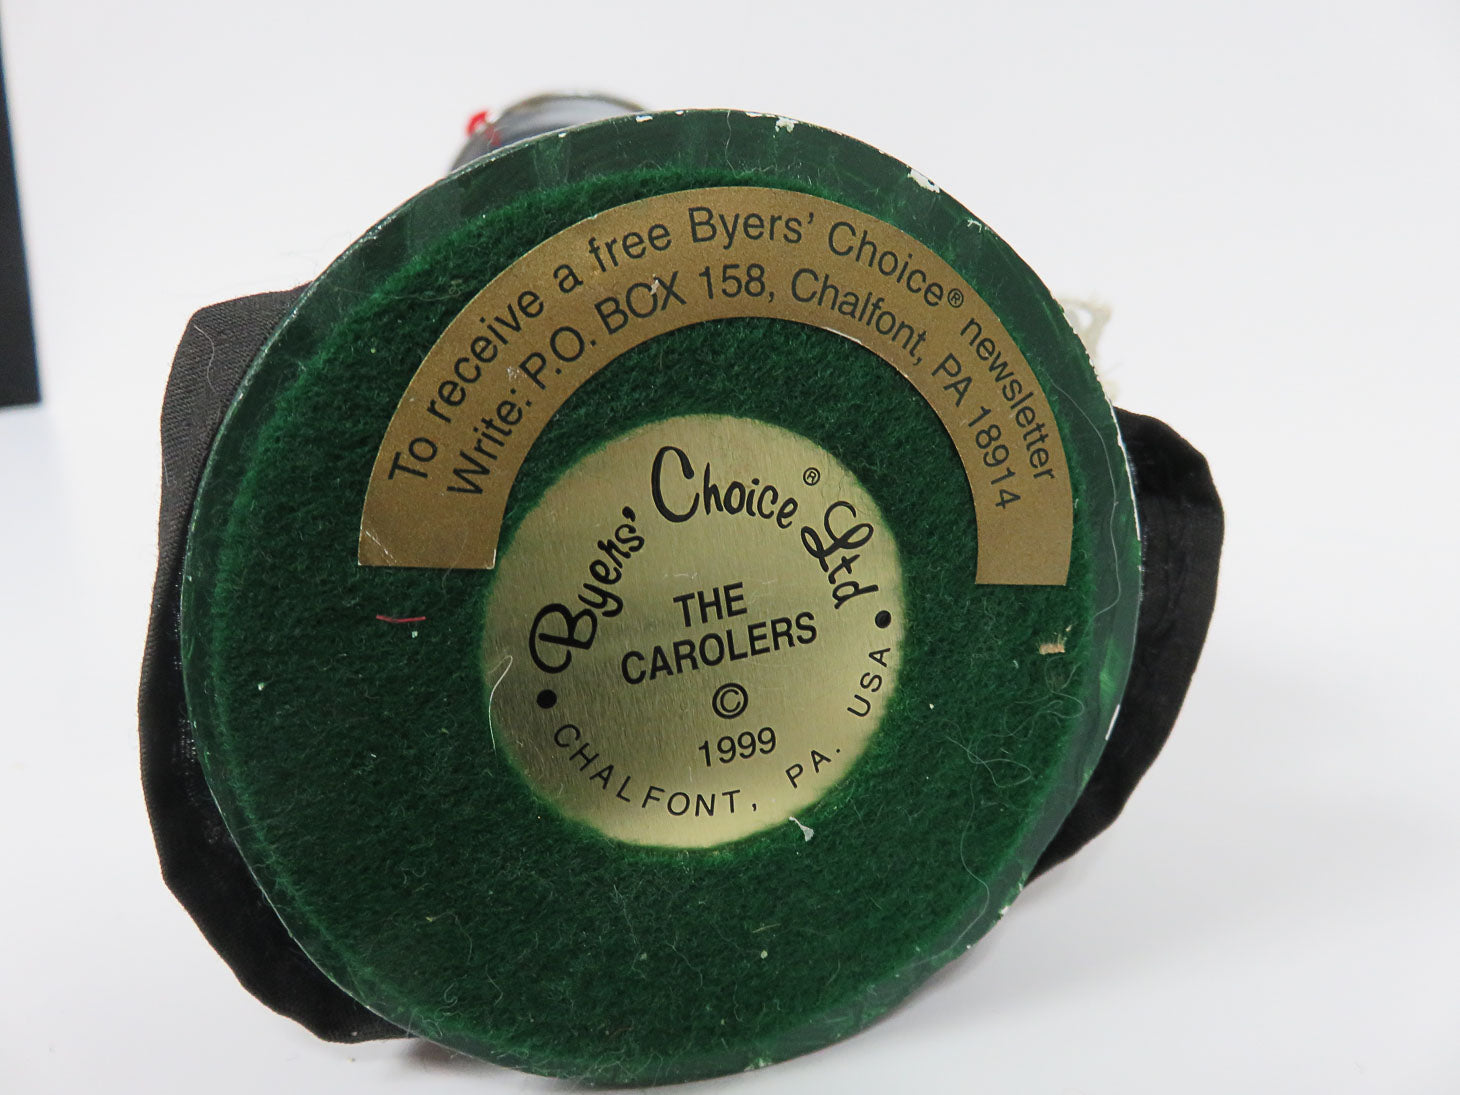 To receive a free Byers' Choice® newsletter
Write: P.O. BOX 158, Chalfont, PA 18914
Byers' Choice® Ltd
THE
CAROLERS
©
1999
• CHALFONT, PA. USA •